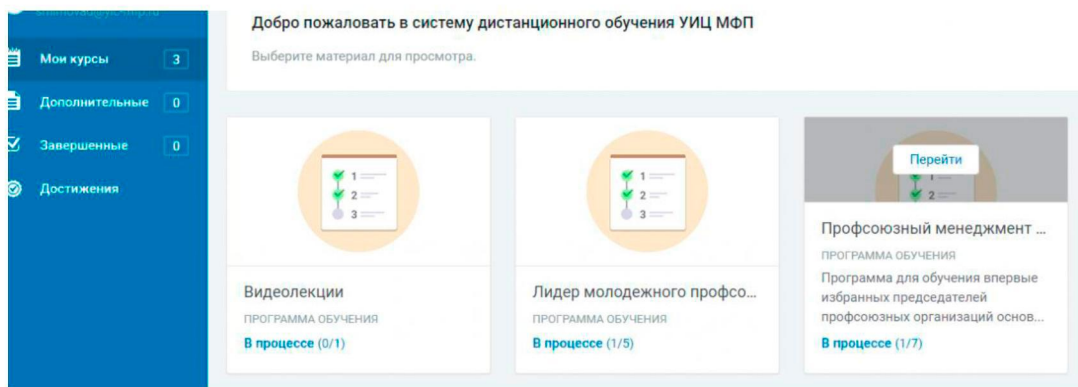 Добро пожаловать в систему дистанционного обучения УИЦ МФП
Выберите материал для просмотра.
Мои курсы 3
Дополнительные 0
Завершенные 0
Достижения
1
2
3
Видеолекции
ПРОГРАММА ОБУЧЕНИЯ
В процессе (0/1)
1
2
3
Лидер молодежного профсо...
ПРОГРАММА ОБУЧЕНИЯ
В процессе (1/5)
Перейти
1
2
Профсоюзный менеджмент ...
ПРОГРАММА ОБУЧЕНИЯ
Программа для обучения впервые
избранных председателей
профсоюзных организаций основ...
В процессе (1/7)